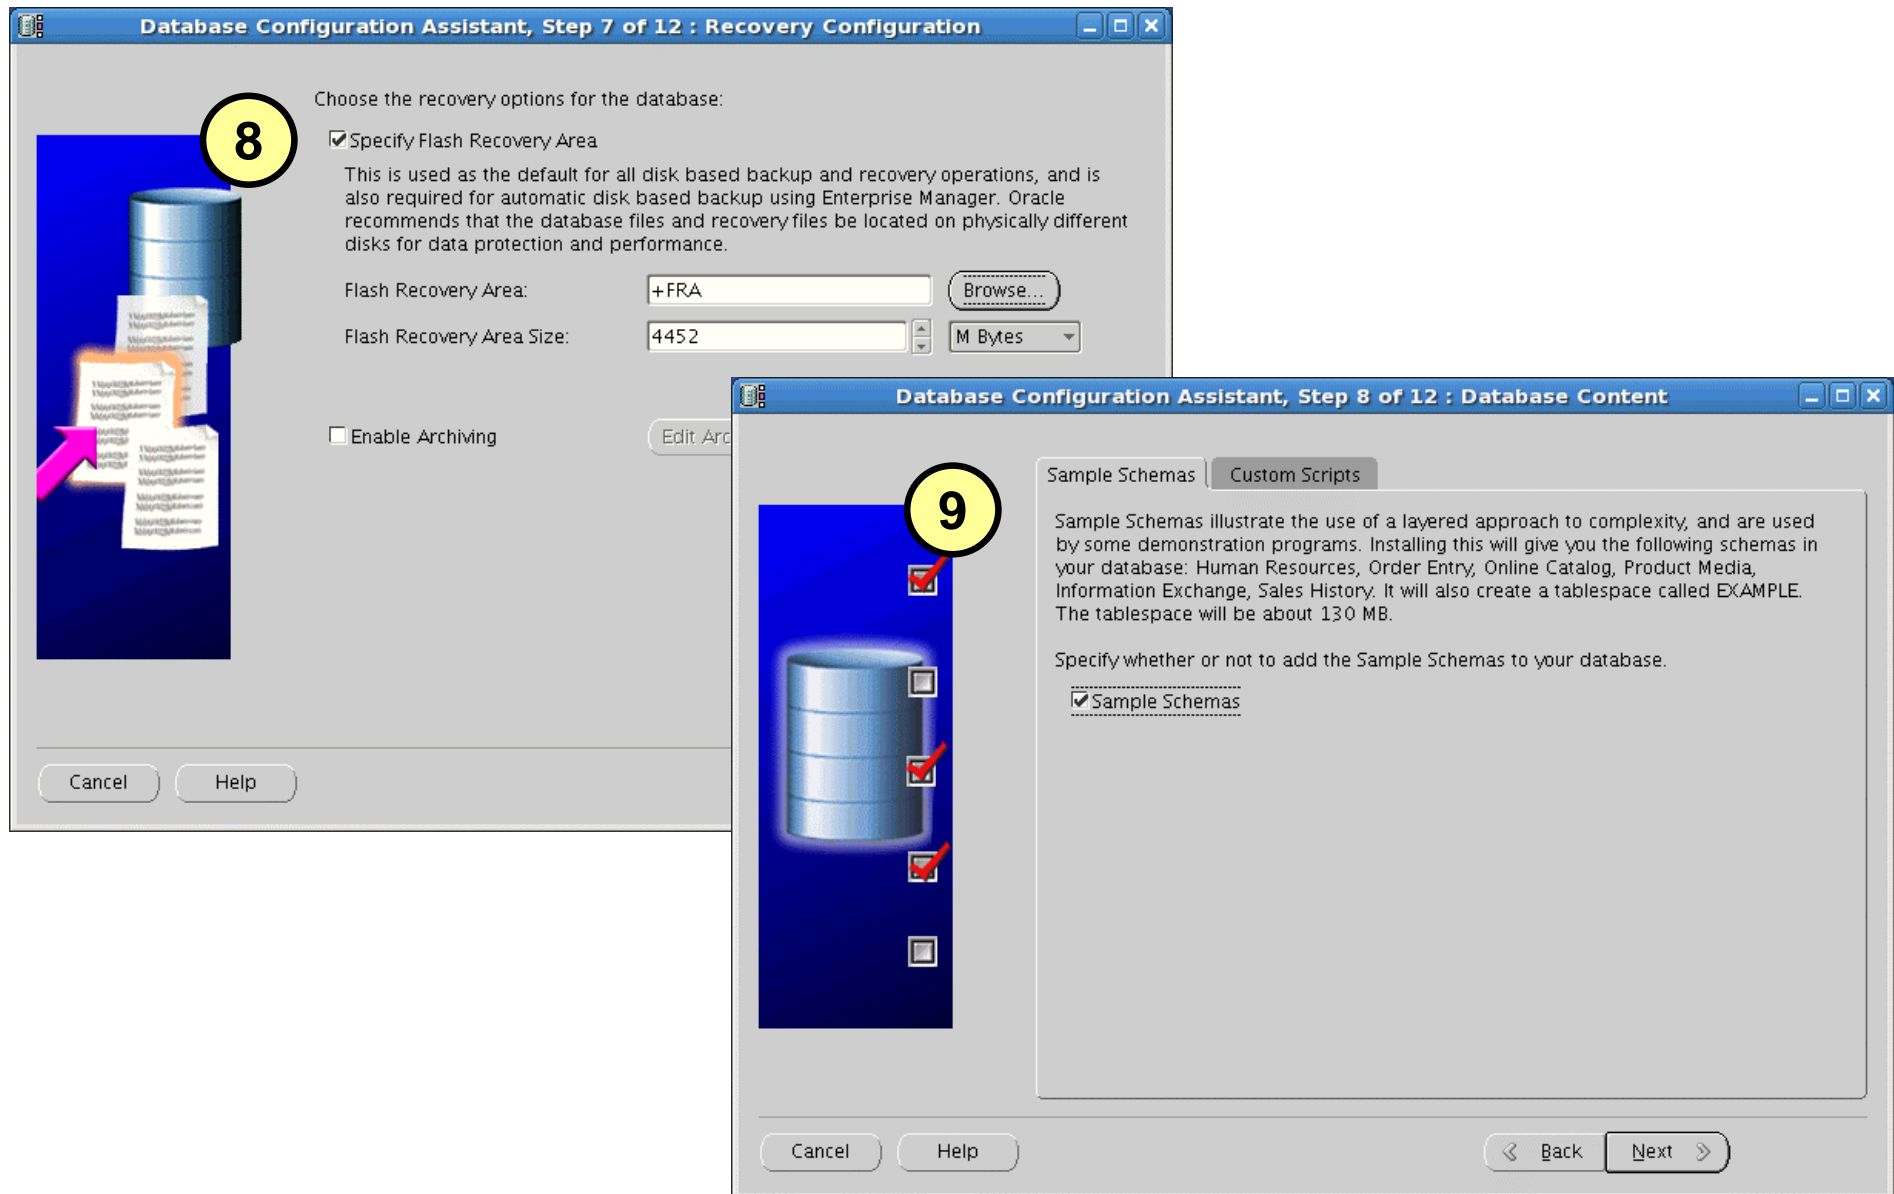 Database Configuration Assistant, Step 7 of 12 : Recovery Configuration
8
Choose the recovery options for the database:
Specify Flash Recovery Area
This is used as the default for all disk based backup and recovery operations, and is
also required for automatic disk based backup using Enterprise Manager. Oracle
recommends that the database files and recovery files be located on physically different
disks for data protection and performance.
Flash Recovery Area: +FRA Browse...
Flash Recovery Area Size: 4452 M Bytes
Enable Archiving Edit Arc
Cancel Help
Database Configuration Assistant, Step 8 of 12 : Database Content
9
Sample Schemas Custom Scripts
Sample Schemas illustrate the use of a layered approach to complexity, and are used
by some demonstration programs. Installing this will give you the following schemas in
your database: Human Resources, Order Entry, Online Catalog, Product Media,
Information Exchange, Sales History. It will also create a tablespace called EXAMPLE.
The tablespace will be about 130 MB.
Specify whether or not to add the Sample Schemas to your database.
Sample Schemas
Cancel Help Back Next